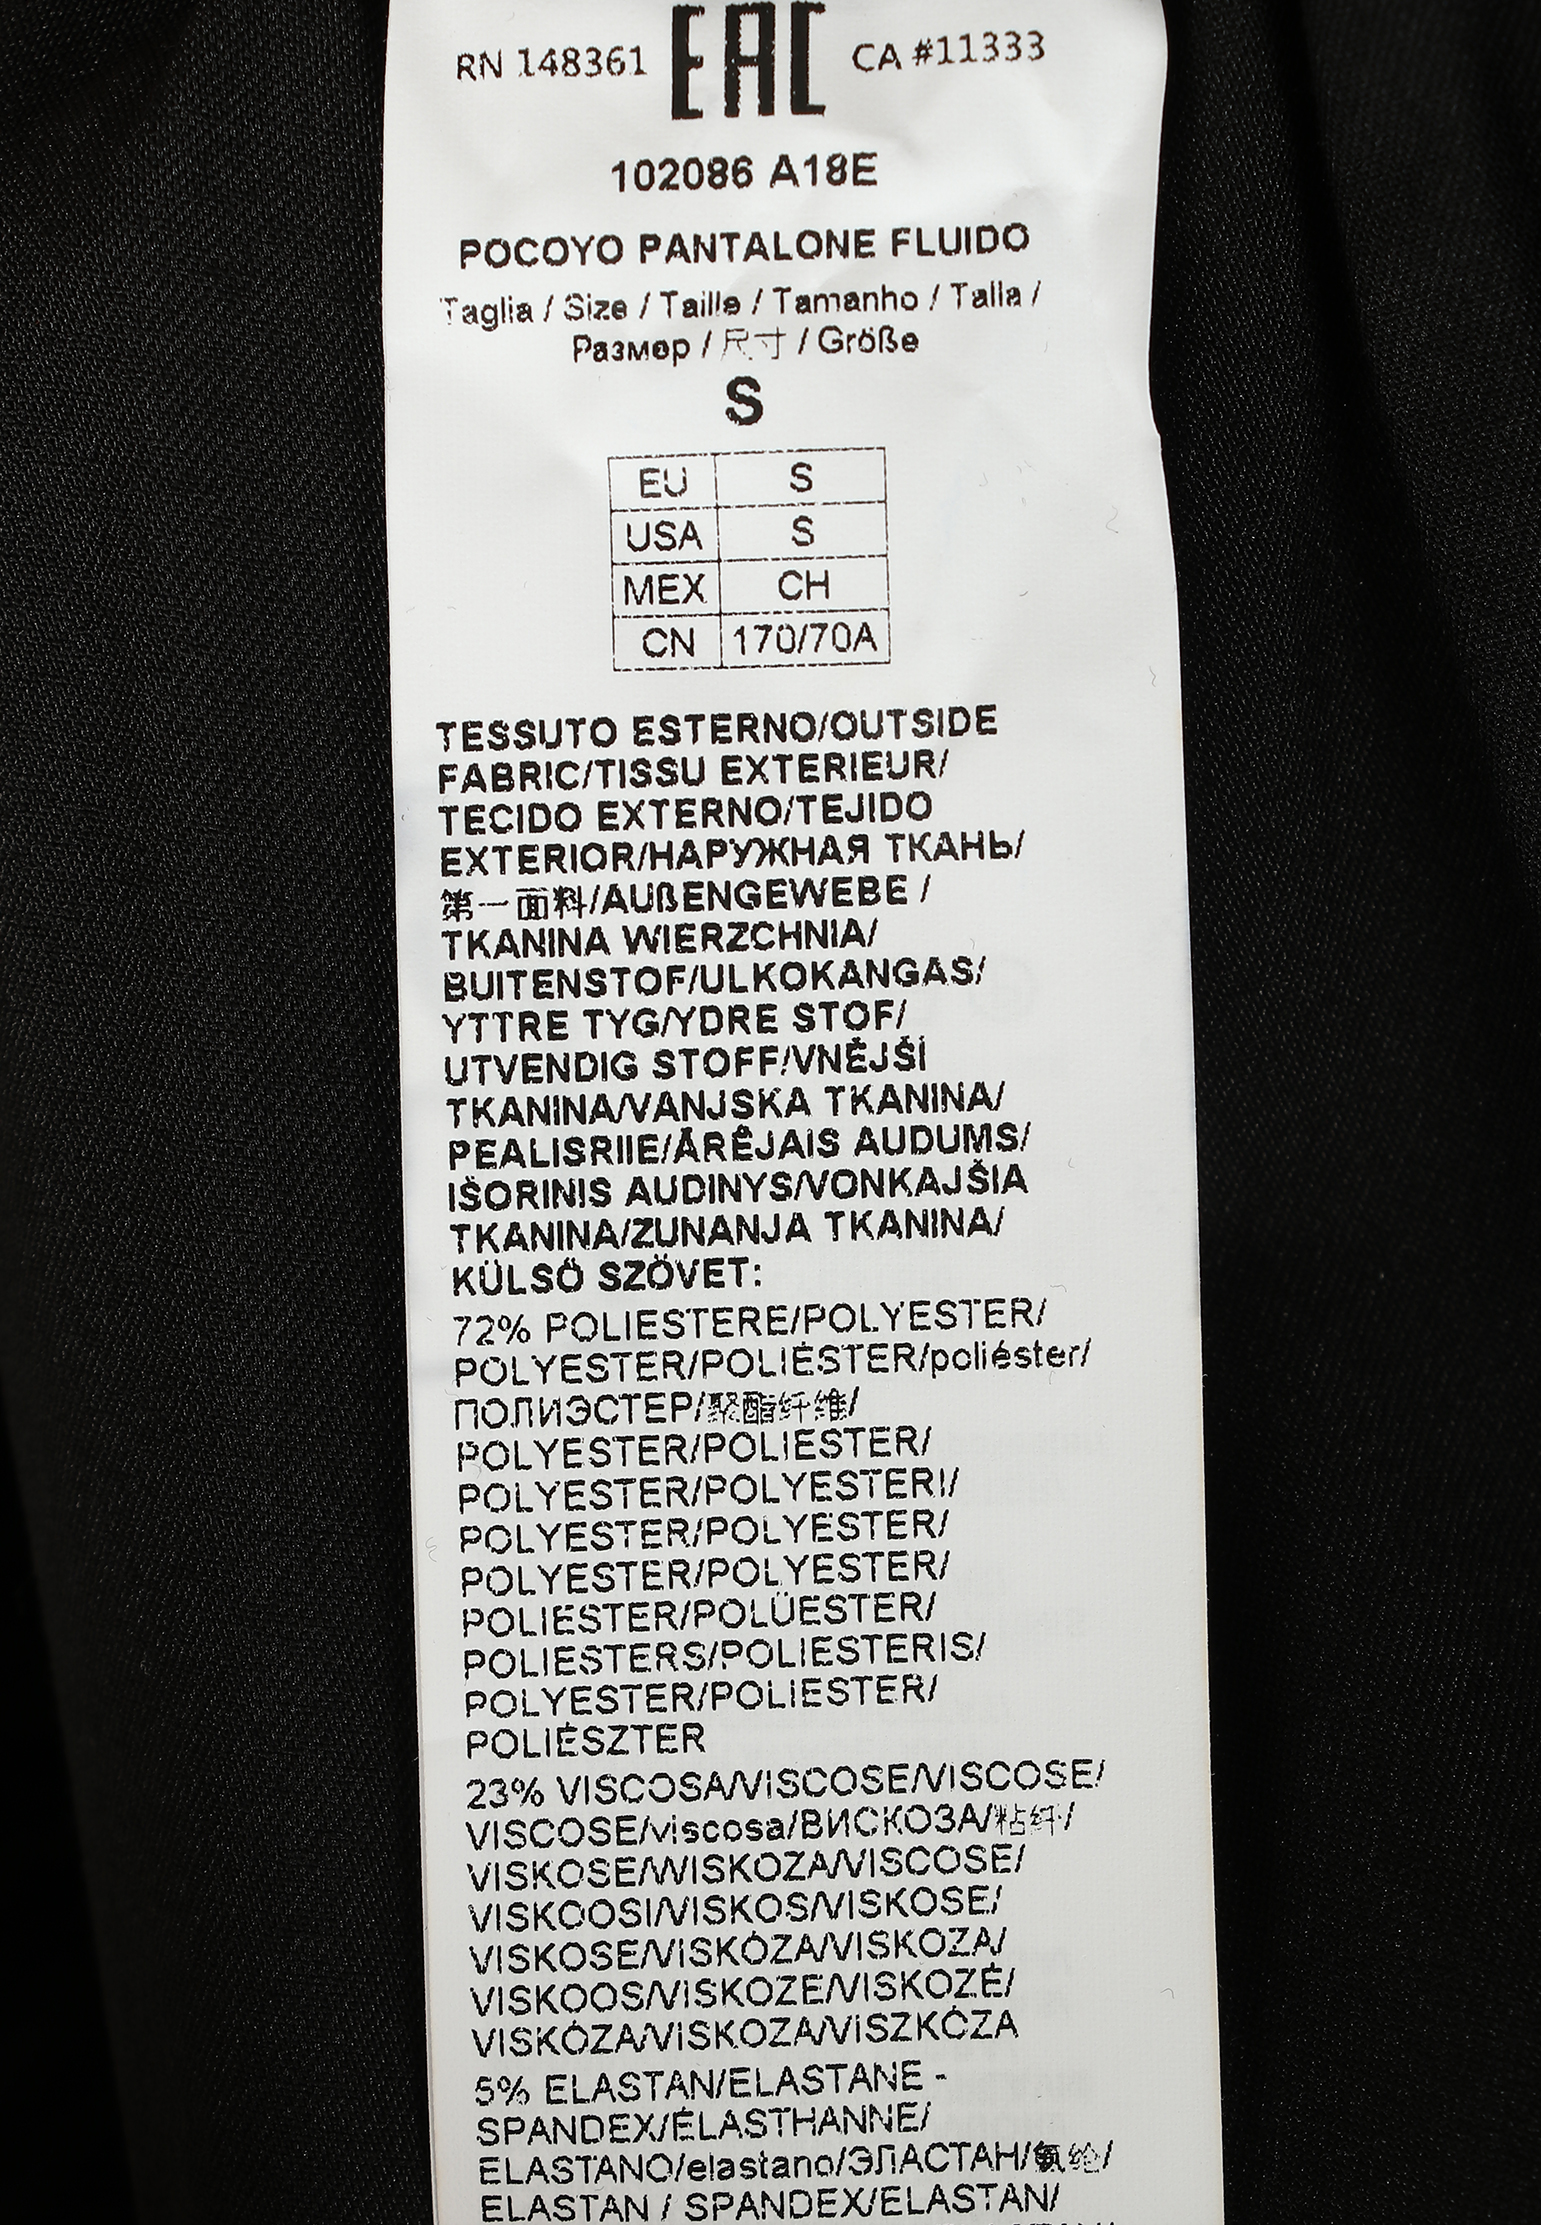 RN 148361 EAC CA #11333
102086 A18E
POCOYO PANTALONE FLUIDO
Taglia / Size / Taille / Tamanho / Talla /
Размер / 尺寸 / Größe
S
EU S
USA S
MEX CH
CN 170/70A
TESSUTO ESTERNO/OUTSIDE
FABRIC/TISSU EXTERIEUR/
TECIDO EXTERNO/TEJIDO
EXTERIOR/НАРУЖНАЯ ТКАНЬ/
第一面料/AUßENGEWEBE /
TKANINA WIERZCHNIA/
BUITENSTOF/ULKOKANGAS/
YTTRE TYG/YDRE STOF/
UTVENDIG STOFF/VNĚJŠÍ
TKANINA/VANJSKA TKANINA/
PEALISRIIE/ĀRĒJAIS AUDUMS/
IŠORINIS AUDINYS/VONKAJŠIA
TKANINA/ZUNANJA TKANINA/
KÜLSŐ SZÖVET:
72% POLIESTERE/POLYESTER/
POLYESTER/POLIÉSTER/poliéster/
ПОЛИЭСТЕР/聚酯纤维/
POLYESTER/POLIESTER/
POLYESTER/POLYESTERI/
POLYESTER/POLYESTER/
POLYESTER/POLYESTER/
POLIESTER/POLÜESTER/
POLIESTERS/POLIESTERIS/
POLYESTER/POLIESTER/
POLIÉSZTER
23% VISCOSA/VISCOSE/VISCOSE/
VISCOSE/viscosa/ВИСКОЗА/粘纤/
VISKOSE/WISKOZA/VISCOSE/
VISKOOSI/VISKOS/VISKOSE/
VISKOSE/VISKÓZA/VISKOZA/
VISKOOS/VISKOZE/VISKOZĖ/
VISKÓZA/VISKOZA/VISZKÓZA
5% ELASTAN/ELASTANE -
SPANDEX/ÉLASTHANNE/
ELASTANO/elastano/ЭЛАСТАН/氨纶/
ELASTAN / SPANDEX/ELASTAN/